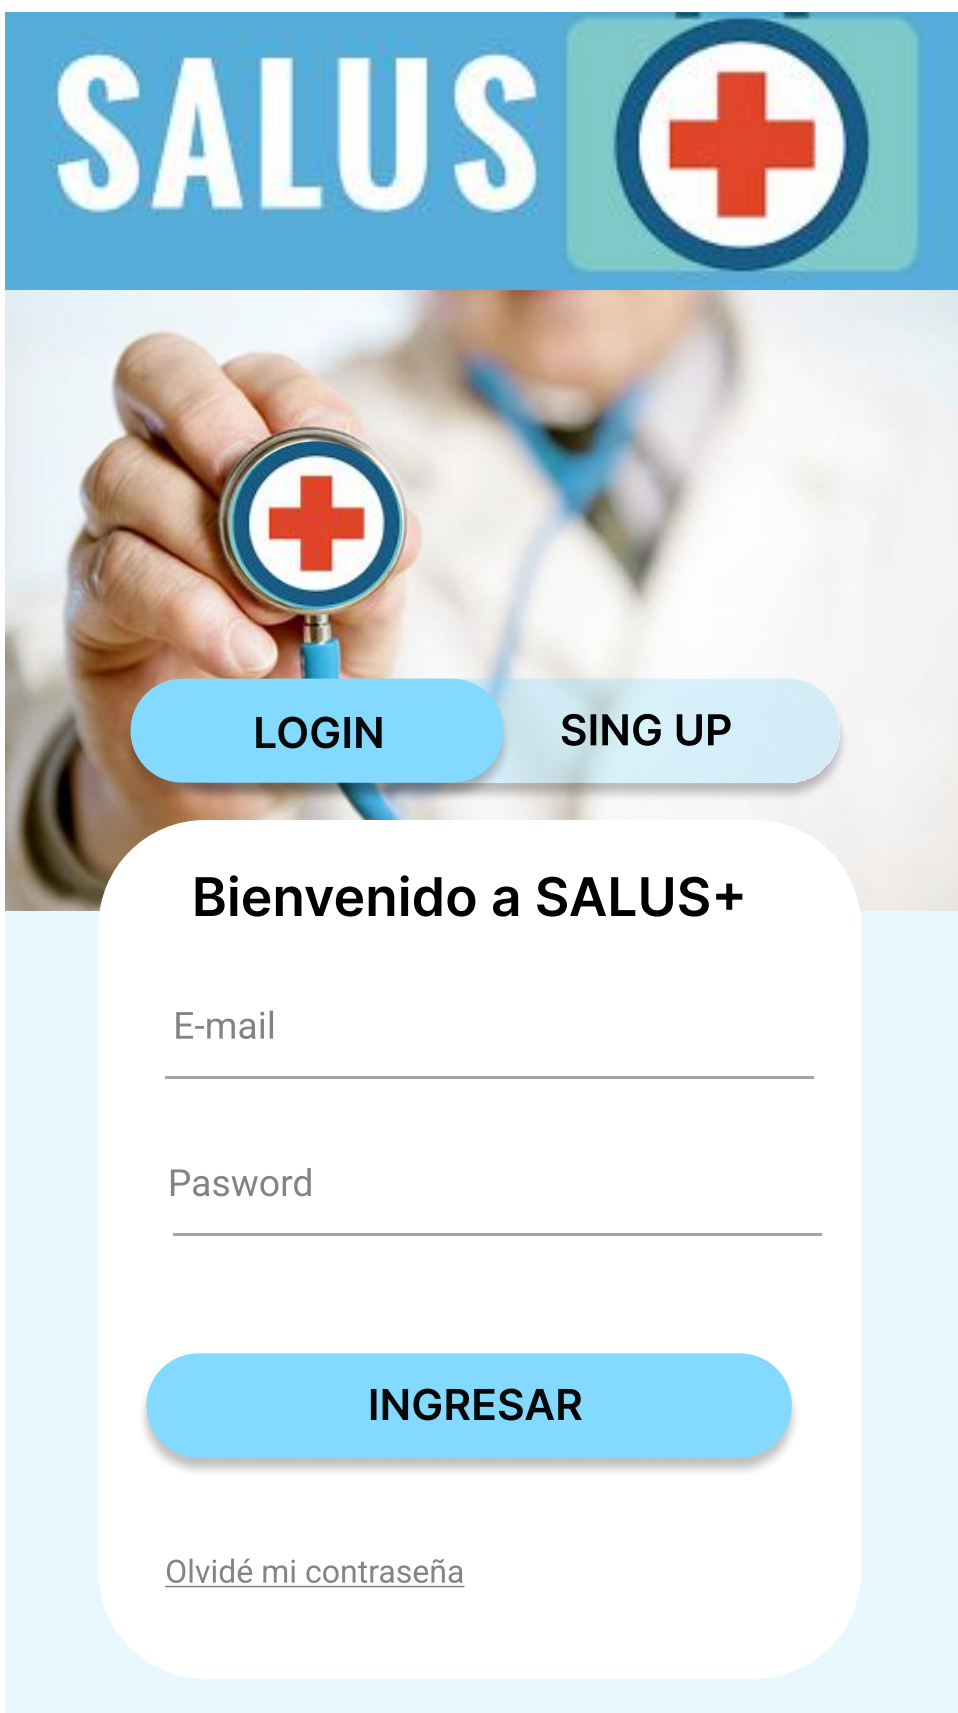 SALUS
LOGIN
SING UP
Bienvenido a SALUS+
E-mail
Pasword
INGRESAR
Olvidé mi contraseña